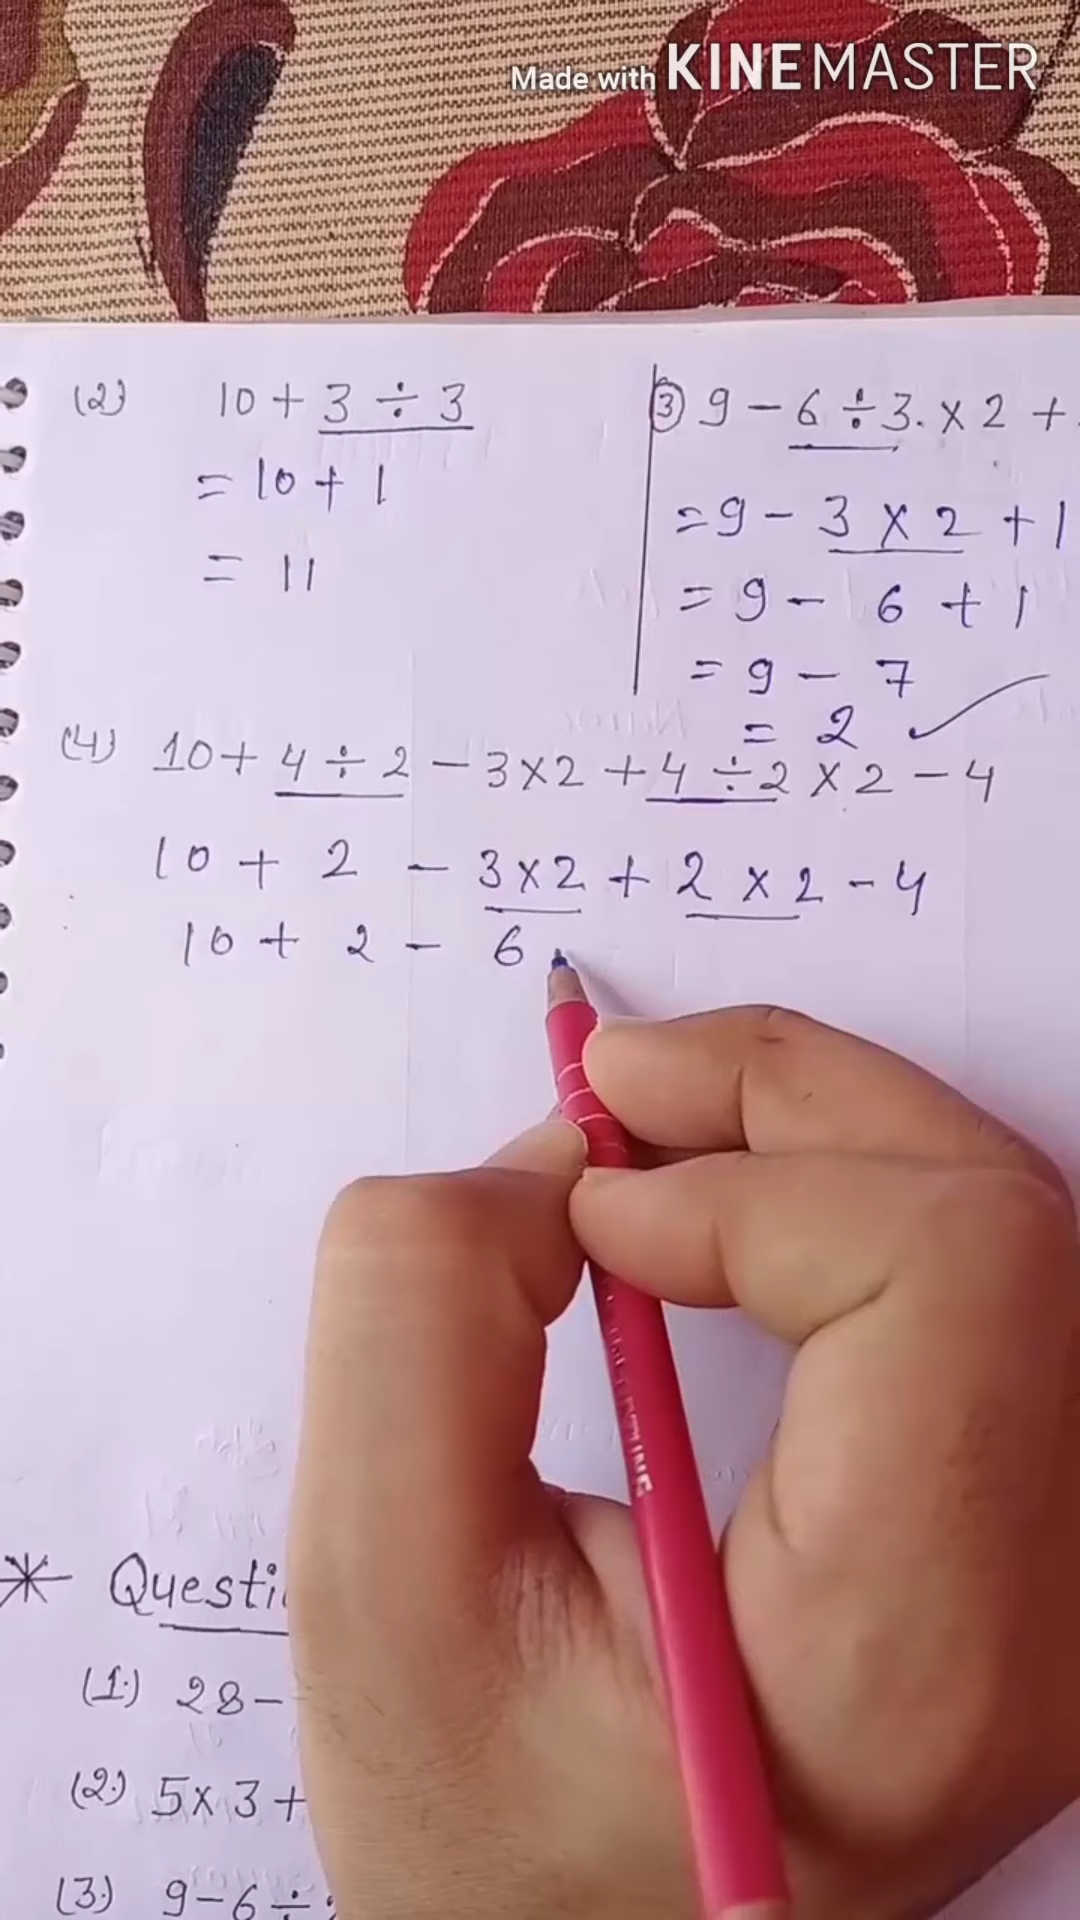 Made with KINEMASTER
(2) 10 + 3 ÷ 3
= 10 + 1
= 11
③ 9 - 6 ÷ 3. × 2 +
= 9 - 3 × 2 + 1
= 9 - 6 + 1
= 9 - 7
= 2
(4) 10 + 4 ÷ 2 - 3 × 2 + 4 ÷ 2 × 2 - 4
10 + 2 - 3 × 2 + 2 × 2 - 4
10 + 2 - 6
* Questi
(1.) 28 -
(2.) 5 × 3 +
(3.) 9 - 6 ÷